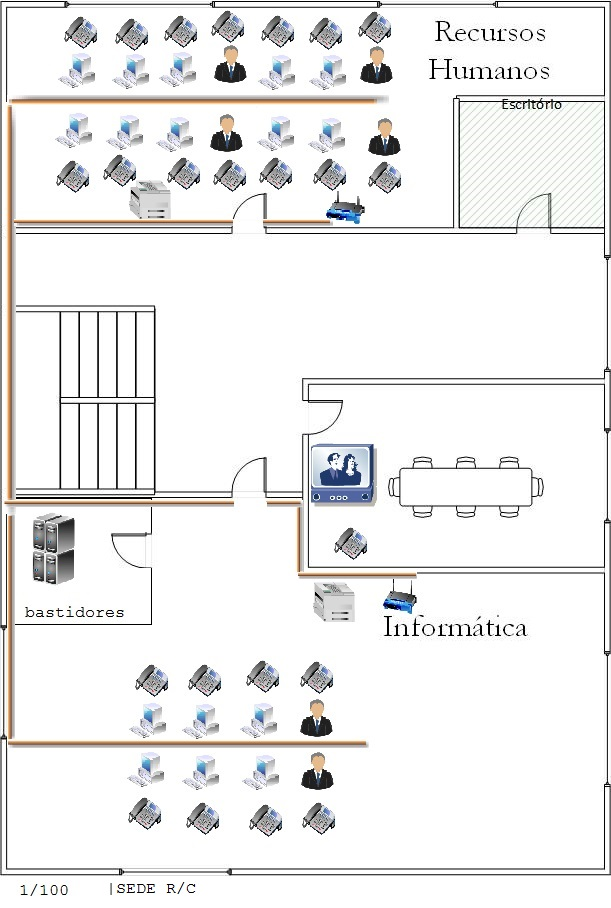 Recursos
Humanos
Escritório
bastidores
Informática
1/100 |SEDE R/C